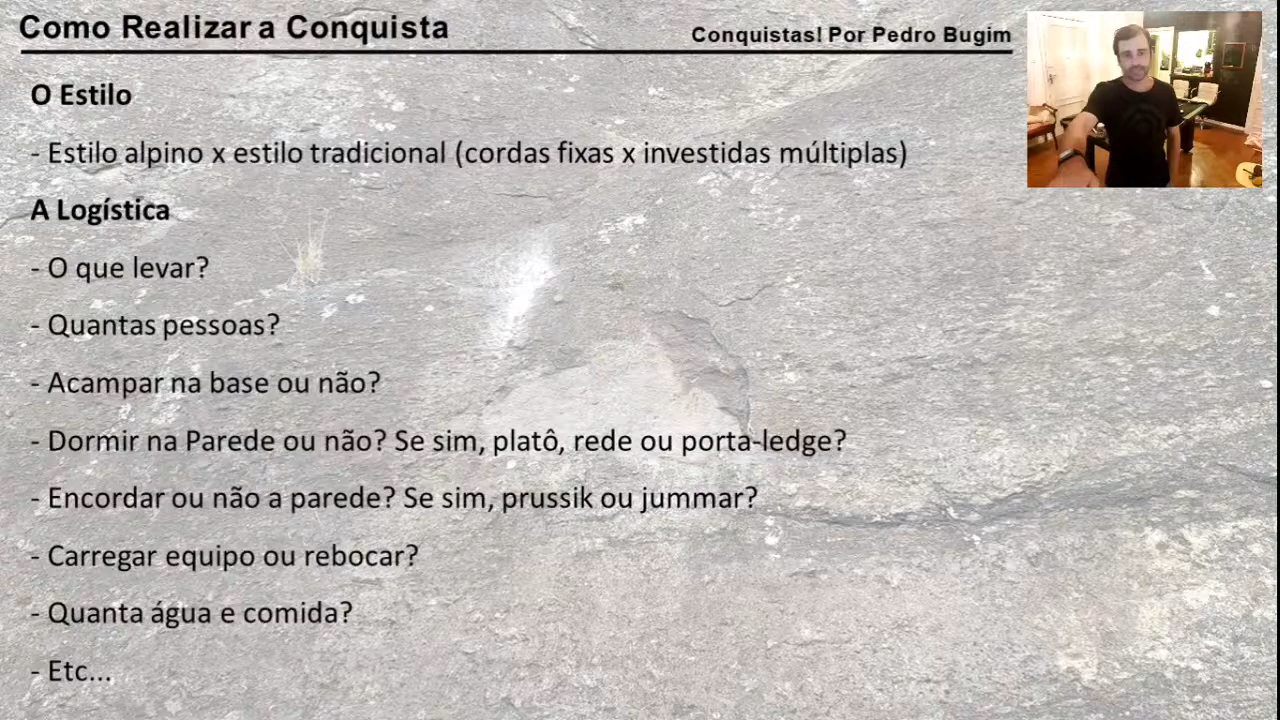 Como Realizar a Conquista
Conquistas! Por Pedro Bugim
O Estilo
- Estilo alpino x estilo tradicional (cordas fixas x investidas múltiplas)
A Logística
- O que levar?
- Quantas pessoas?
- Acampar na base ou não?
- Dormir na Parede ou não? Se sim, platô, rede ou porta-ledge?
- Encordar ou não a parede? Se sim, prussik ou jummar?
- Carregar equipo ou rebocar?
- Quanta água e comida?
- Etc...